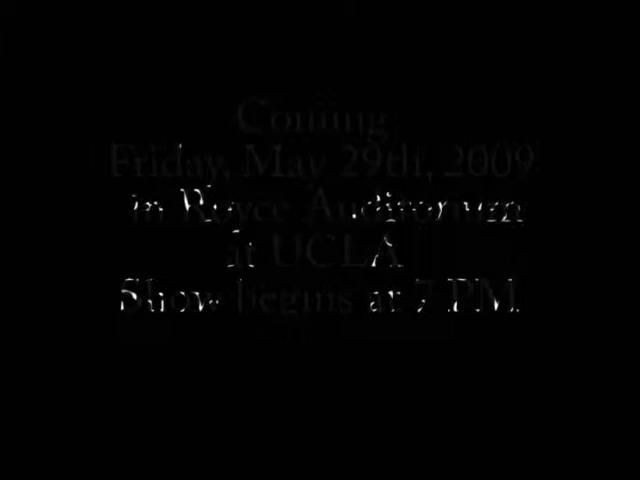 Coming
Friday, May 29th, 2009
in Royce Auditorium
at UCLA
Show begins at 7 PM